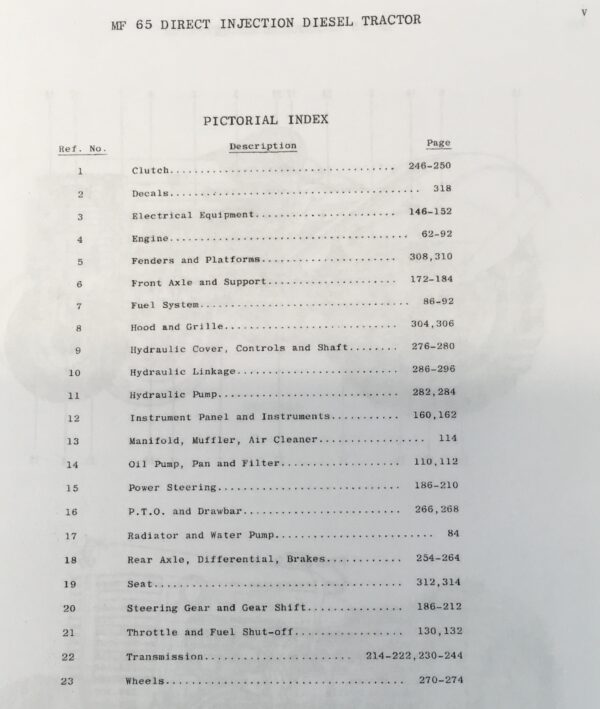 V
MF 65 DIRECT INJECTION DIESEL TRACTOR
PICTORIAL INDEX
Ref. No. Description Page
1 Clutch.................................... 246-250
2 Decals........................................ 318
3 Electrical Equipment...................... 146-152
4 Engine...................................... 62-92
5 Fenders and Platforms..................... 308,310
6 Front Axle and Support.................... 172-184
7 Fuel System................................. 86-92
8 Hood and Grille........................... 304,306
9 Hydraulic Cover, Controls and Shaft........ 276-280
10 Hydraulic Linkage.......................... 286-296
11 Hydraulic Pump............................. 282,284
12 Instrument Panel and Instruments........... 160,162
13 Manifold, Muffler, Air Cleaner................. 114
14 Oil Pump, Pan and Filter................... 110,112
15 Power Steering............................. 186-210
16 P.T.O. and Drawbar......................... 266,268
17 Radiator and Water Pump......................... 84
18 Rear Axle, Differential, Brakes............ 254-264
19 Seat....................................... 312,314
20 Steering Gear and Gear Shift............... 186-212
21 Throttle and Fuel Shut-off................. 130,132
22 Transmission....................... 214-222,230-244
23 Wheels...................................... 270-274